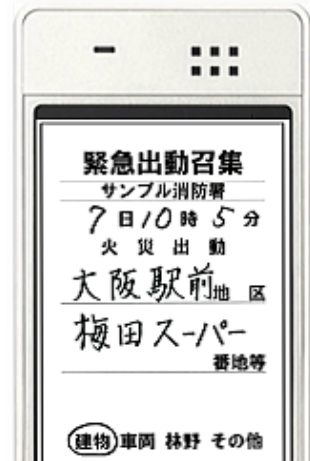 緊急出動召集
サンプル消防署
7日10時5分
火災出動
大阪駅前地区
梅田スーパー
番地等
建物 車両 林野 その他